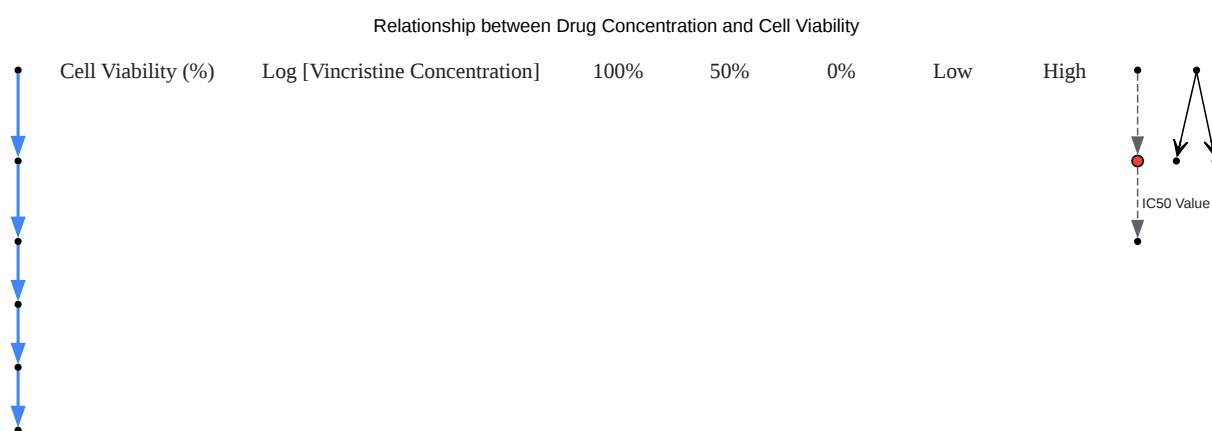 Relationship between Drug Concentration and Cell Viability
Cell Viability (%) Log [Vincristine Concentration] 100% 50% 0% Low High
IC50 Value